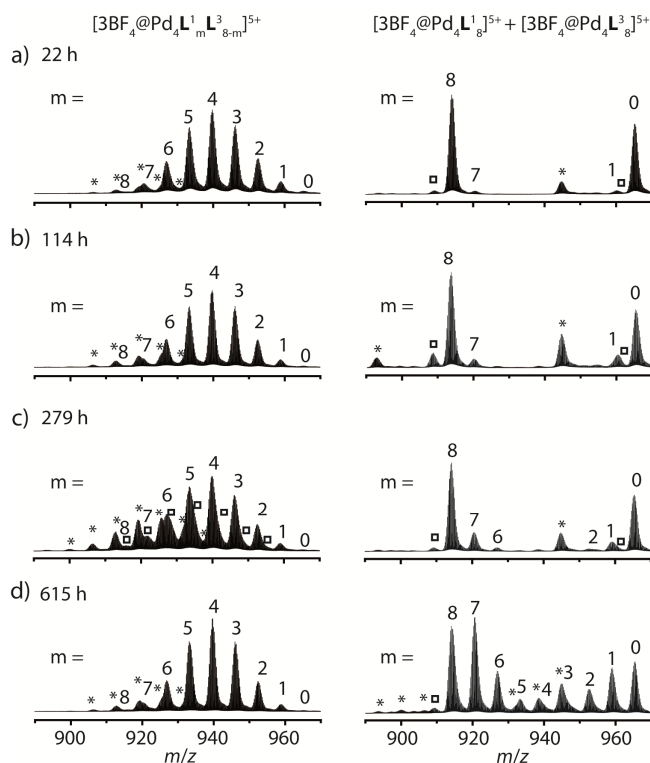 [3BF₄@Pd₄L¹ₘL³₈₋ₘ]⁵⁺
[3BF₄@Pd₄L¹₈]⁵⁺ + [3BF₄@Pd₄L³₈]⁵⁺
a) 22 h
m =
* *8 *7 * 6 * 5 4 3 2 1 0
m =
8 7 * 1 0
b) 114 h
m =
* *8 *7 * 6 * 5 4 3 2 1 0
m =
* 8 7 * 1 0
c) 279 h
m =
* * *8 *7 * 6 * 5 * 4 3 2 1 0
m =
8 7 6 * 2 1 0
d) 615 h
m =
* *8 *7 * 6 * 5 4 3 2 1 0
m =
* * * 8 7 6 *5 *4 *3 2 1 0
900 920 940 960
900 920 940 960
m/z
m/z